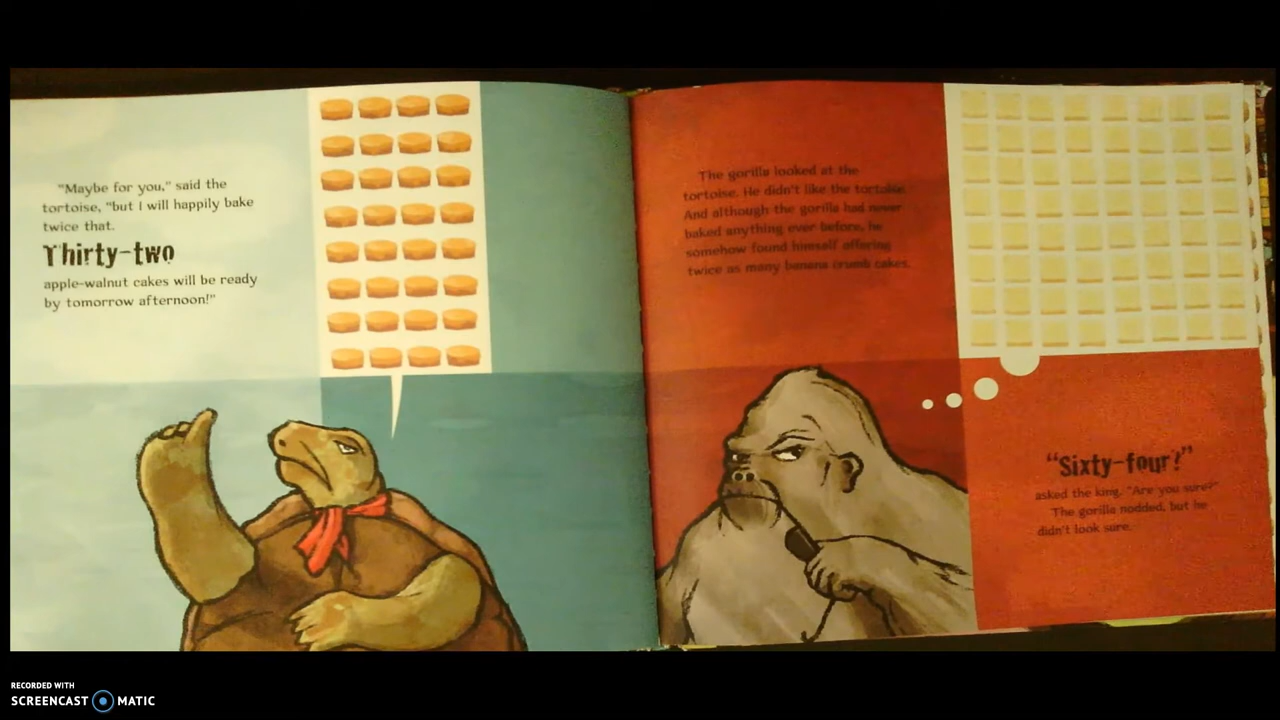 "Maybe for you," said the
tortoise, "but I will happily bake
twice that.
Thirty-two
apple-walnut cakes will be ready
by tomorrow afternoon!"
The gorilla looked at the
tortoise. He didn't like the tortoise.
And although the gorilla had never
baked anything ever before, he
somehow found himself offering
twice as many banana crumb cakes.
"Sixty-four?"
asked the king. "Are you sure?"
The gorilla nodded, but he
didn't look sure.
RECORDED WITH
SCREENCAST MATIC